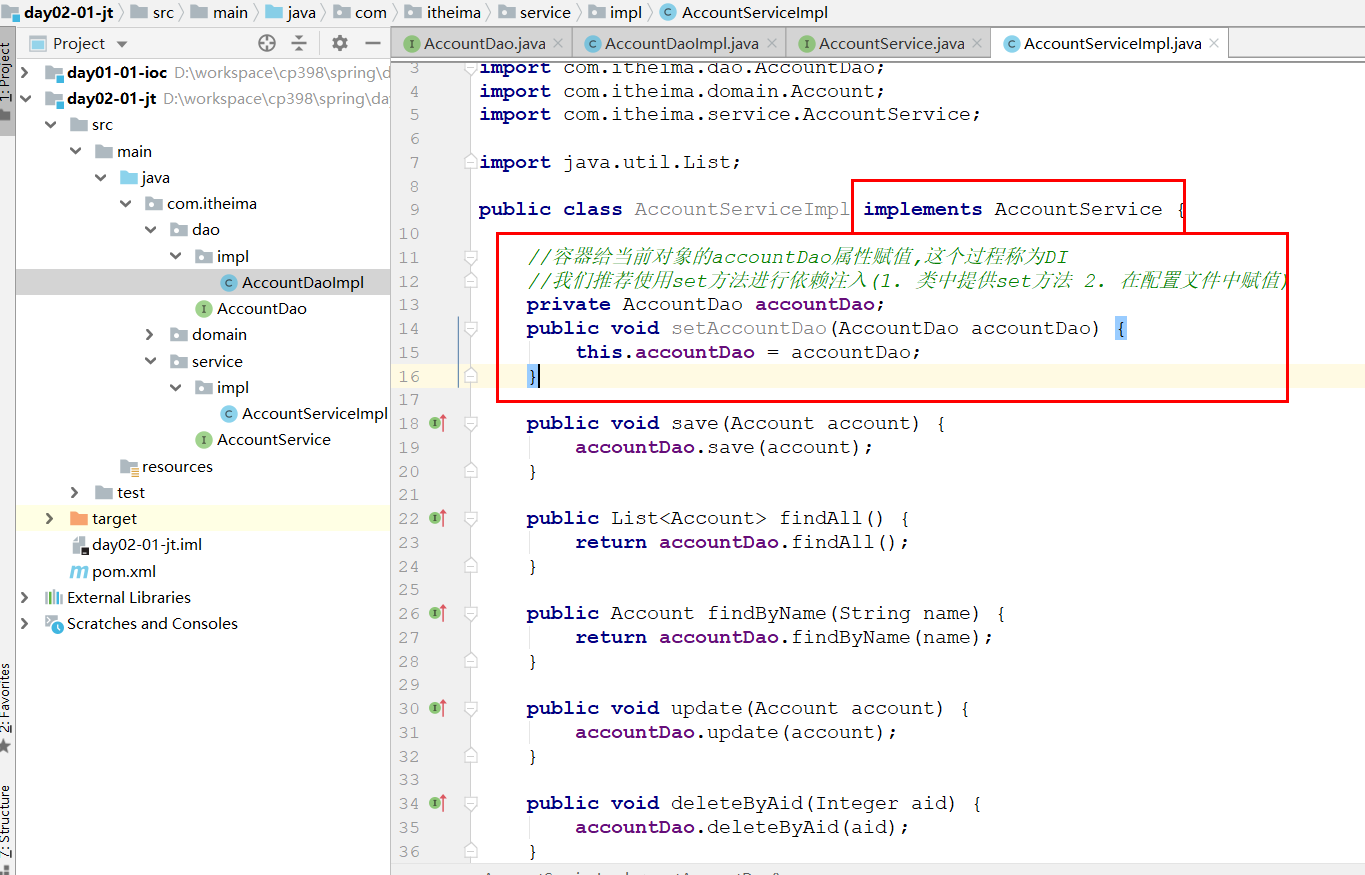 day02-01-jt src main java com itheima service impl AccountServiceImpl
Project
AccountDao.java AccountDaoImpl.java AccountService.java AccountServiceImpl.java
1: Project
day01-01-ioc D:\workspace\cp398\spring\d
day02-01-jt D:\workspace\cp398\spring\da
src
main
java
com.itheima
dao
impl
AccountDaoImpl
AccountDao
domain
service
impl
AccountServiceImpl
AccountService
resources
test
target
day02-01-jt.iml
pom.xml
External Libraries
Scratches and Consoles
2: Favorites
7: Structure
3 import com.itheima.dao.AccountDao;
4 import com.itheima.domain.Account;
5 import com.itheima.service.AccountService;
6
7 import java.util.List;
8
9 public class AccountServiceImpl implements AccountService {
10
11 //容器给当前对象的accountDao属性赋值,这个过程称为DI
12 //我们推荐使用set方法进行依赖注入(1. 类中提供set方法 2. 在配置文件中赋值)
13 private AccountDao accountDao;
14 public void setAccountDao(AccountDao accountDao) {
15 this.accountDao = accountDao;
16 }
17
18 public void save(Account account) {
19 accountDao.save(account);
20 }
21
22 public List<Account> findAll() {
23 return accountDao.findAll();
24 }
25
26 public Account findByName(String name) {
27 return accountDao.findByName(name);
28 }
29
30 public void update(Account account) {
31 accountDao.update(account);
32 }
33
34 public void deleteByAid(Integer aid) {
35 accountDao.deleteByAid(aid);
36 }